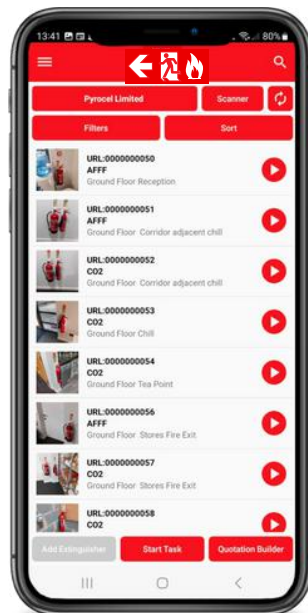 13:41 80%
Pyrocel Limited Scanner
Filters Sort
URL:0000000050
AFFF
Ground Floor Reception
URL:0000000051
AFFF
Ground Floor Corridor adjacent chill
URL:0000000052
CO2
Ground Floor Corridor adjacent chill
URL:0000000053
CO2
Ground Floor Chill
URL:0000000054
CO2
Ground Floor Tea Point
URL:0000000056
AFFF
Ground Floor Stores Fire Exit
URL:0000000057
CO2
Ground Floor Stores Fire Exit
URL:0000000058
CO2
Add Extinguisher Start Task Quotation Builder